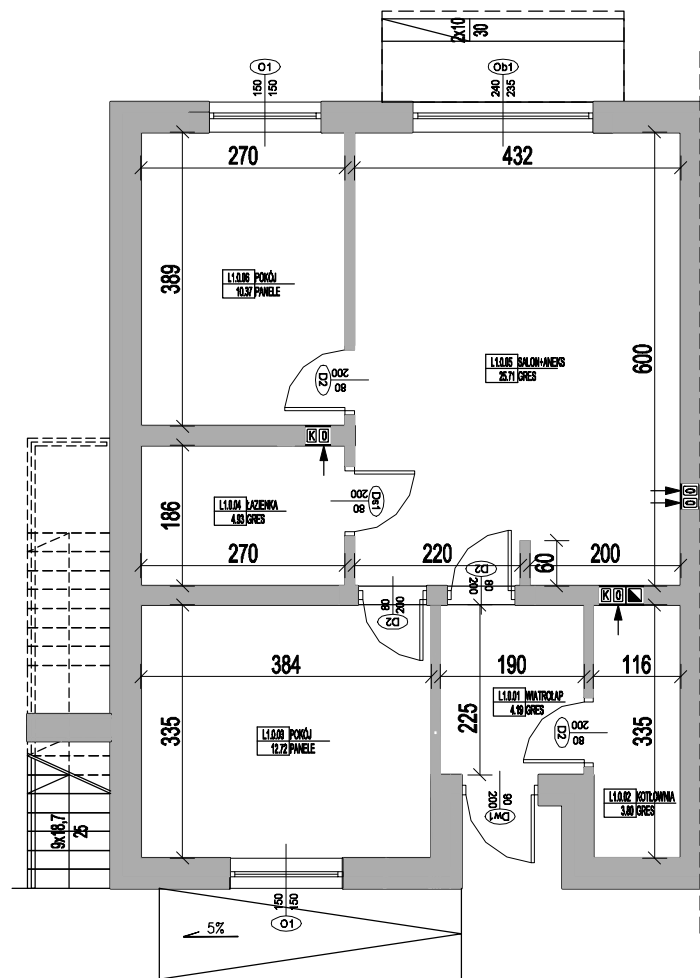 2x10
30
O1
150
150
Ob1
240
235
270
432
389
L1.0.06 POKÓJ
10.37 PANELE
600
L1.0.05 SALON+ANEKS
25.71 GRES
D2
200
80
K O
O
O
186
L1.0.04 ŁAZIENKA
4.93 GRES
200
80
Ds1
270
220
D2
80
200
60
200
80
200
D2
K O
384
190
116
335
L1.0.03 POKÓJ
12.72 PANELE
225
L1.0.01 WIATROŁAP
4.19 GRES
D2
200
80
335
L1.0.02 KOTŁOWNIA
3.80 GRES
90
200
Dw1
9x18,7
25
150
150
O1
5%